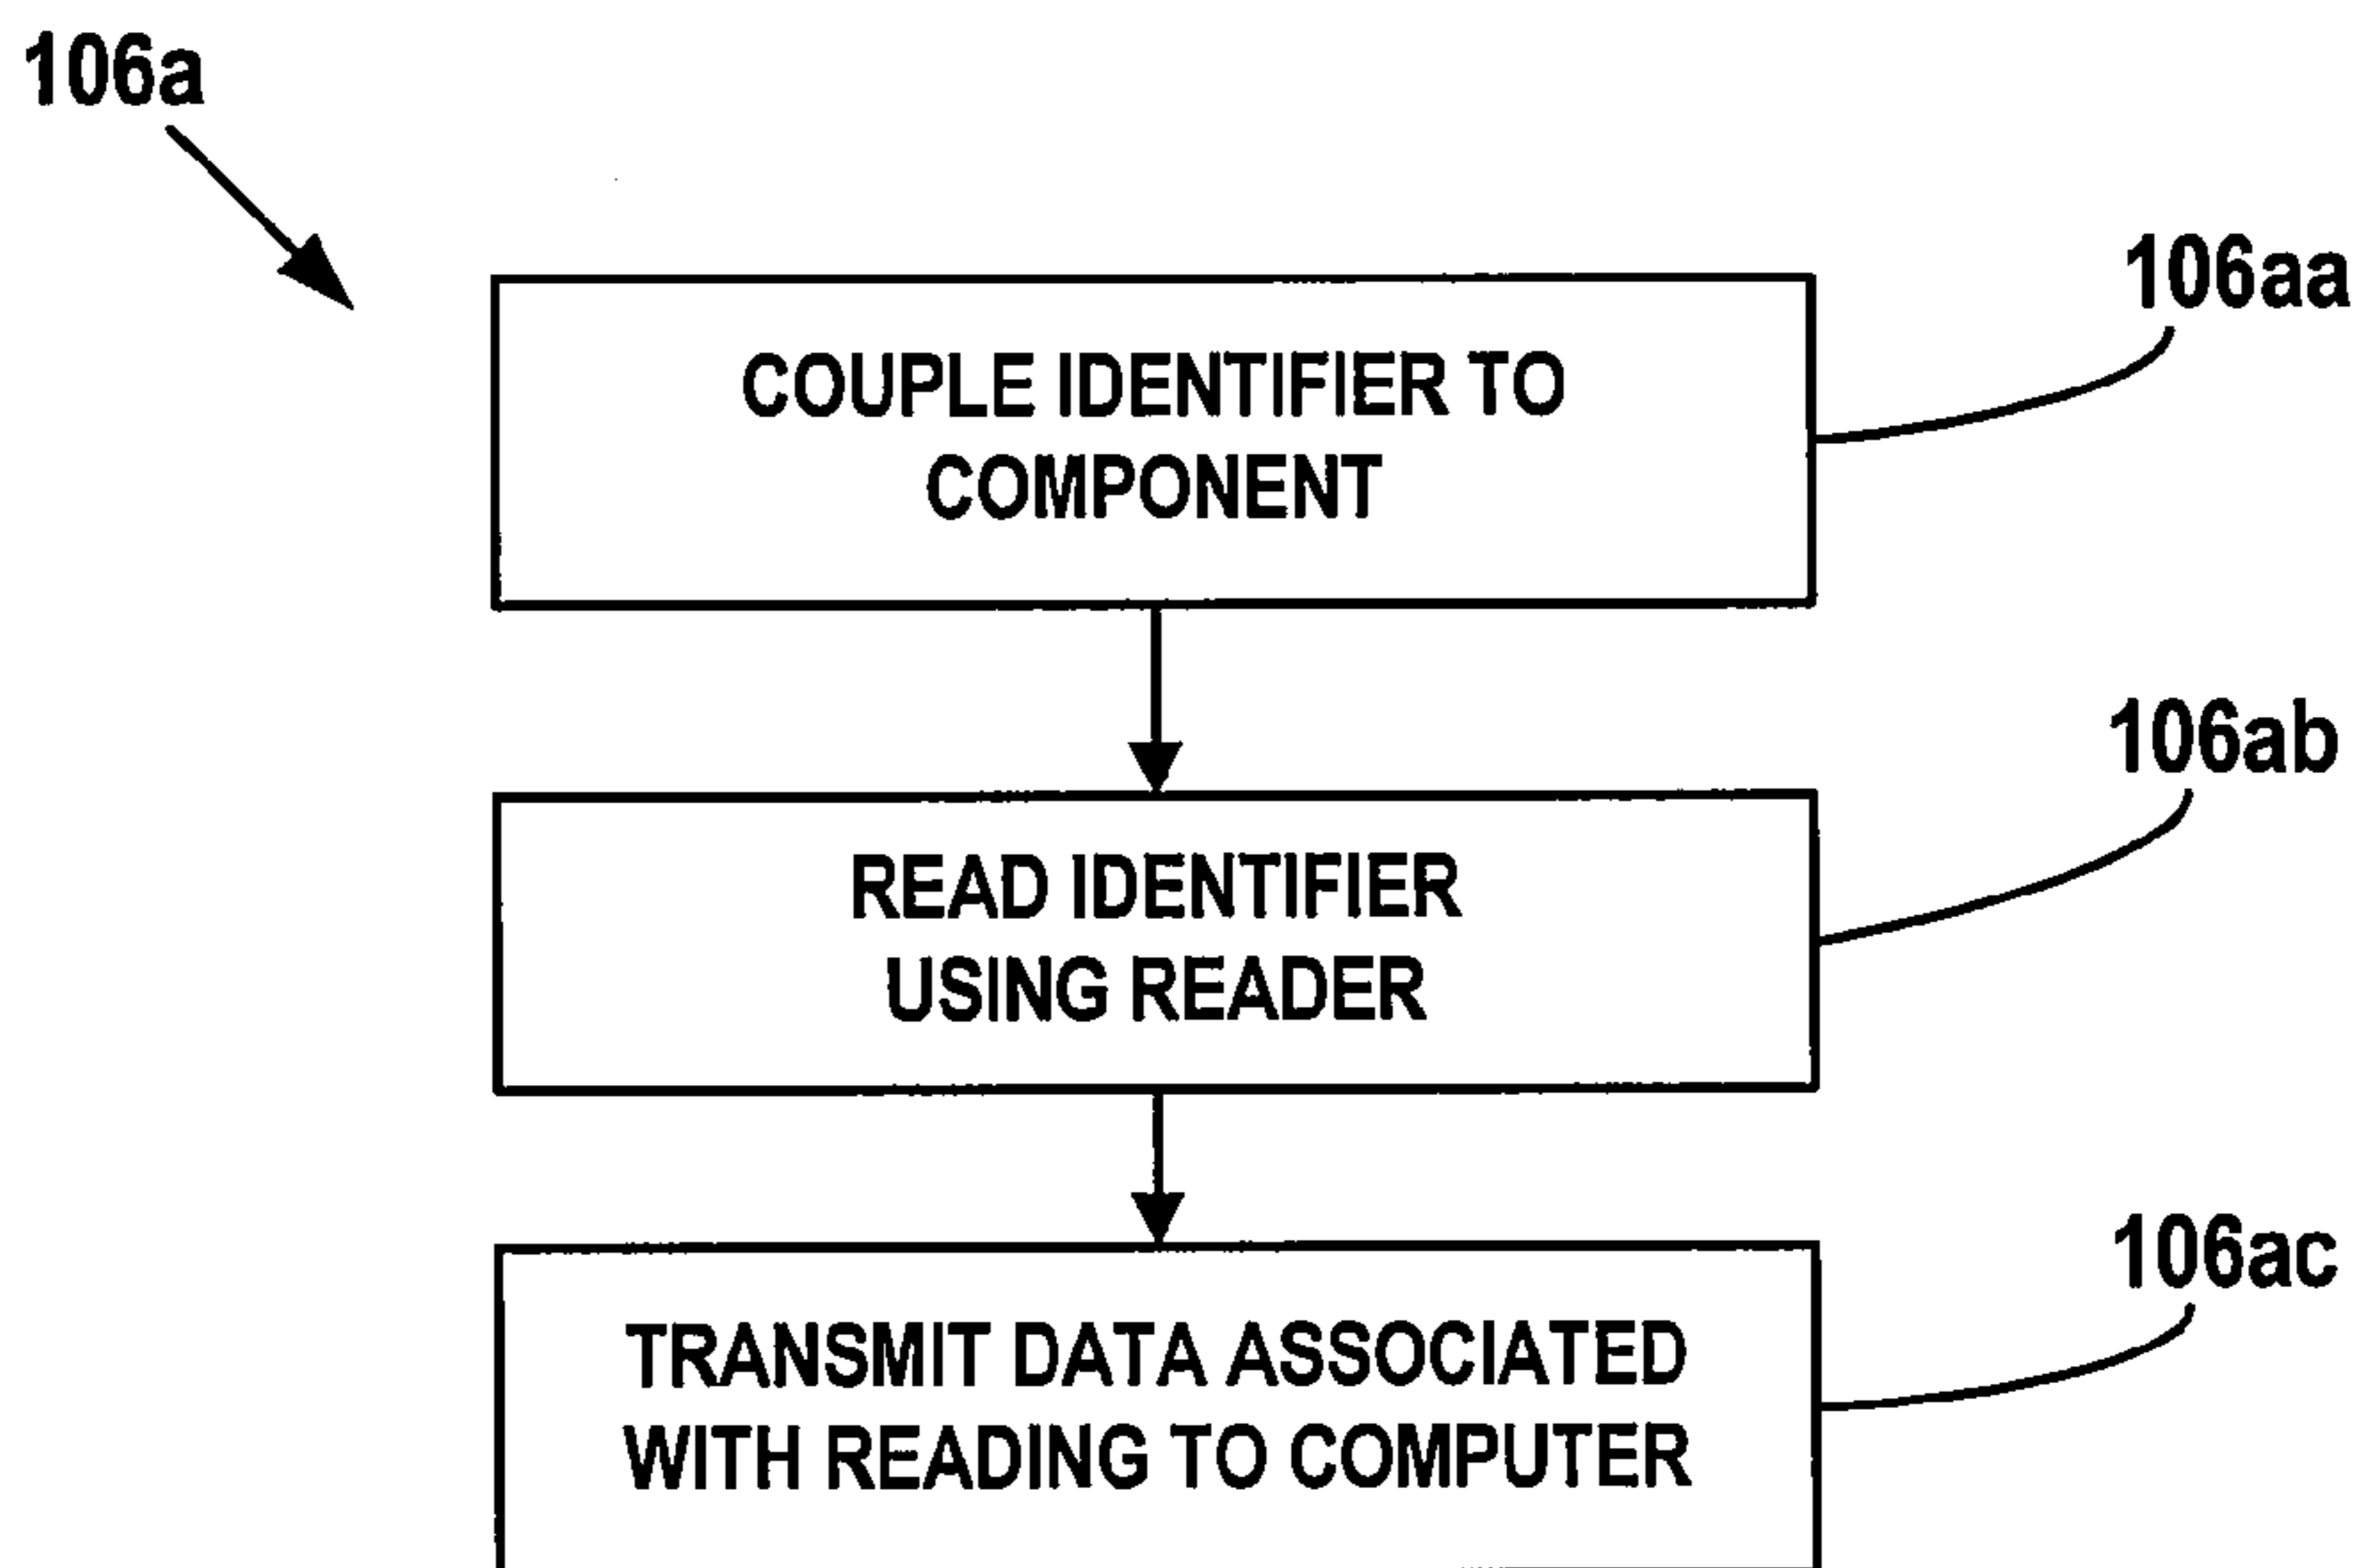 106a
106aa
COUPLE IDENTIFIER TO
COMPONENT
106ab
READ IDENTIFIER
USING READER
106ac
TRANSMIT DATA ASSOCIATED
WITH READING TO COMPUTER